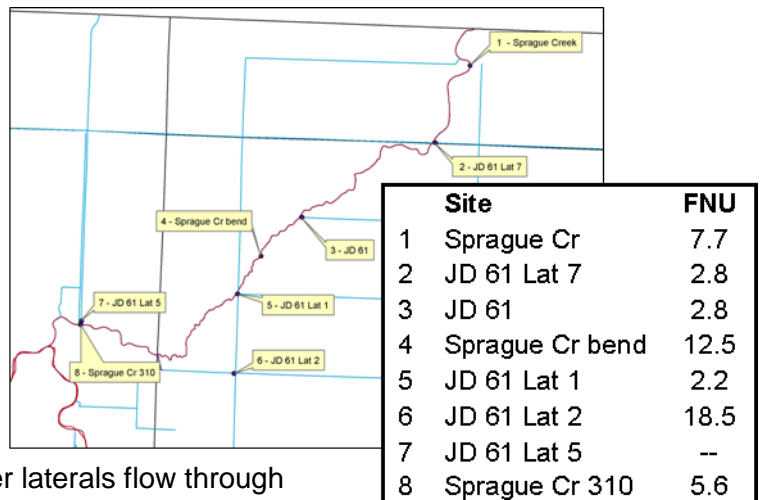 1 - Sprague Creek
2 - JD 61 Lat 7
4 - Sprague Cr bend
3 - JD 61
7 - JD 61 Lat 5
5 - JD 61 Lat 1
6 - JD 61 Lat 2
8 - Sprague Cr 310
Site FNU
1 Sprague Cr 7.7
2 JD 61 Lat 7 2.8
3 JD 61 2.8
4 Sprague Cr bend 12.5
5 JD 61 Lat 1 2.2
6 JD 61 Lat 2 18.5
7 JD 61 Lat 5 --
8 Sprague Cr 310 5.6
er laterals flow through